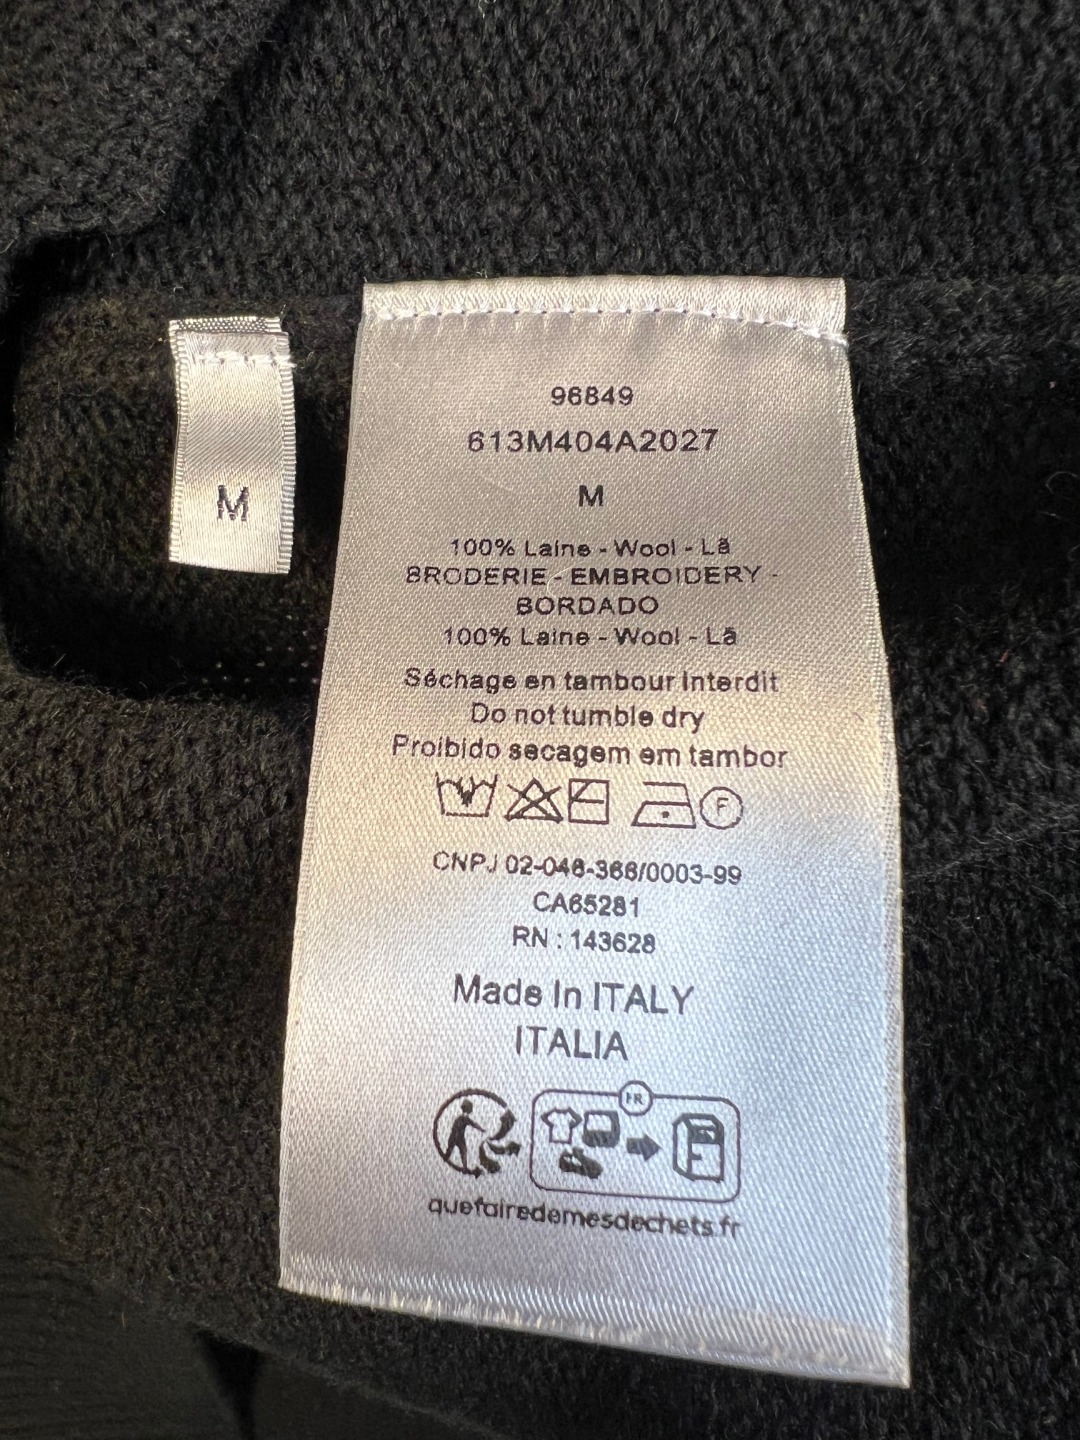 M
96849
613M404A2027
M
100% Laine - Wool - Lã
BRODERIE - EMBROIDERY -
BORDADO
100% Laine - Wool - Lã
Séchage en tambour interdit
Do not tumble dry
Proibido secagem em tambor
F
CNPJ 02-046-366/0003-99
CA65281
RN : 143628
Made In ITALY
ITALIA
FR
quefairedemesdechets.fr